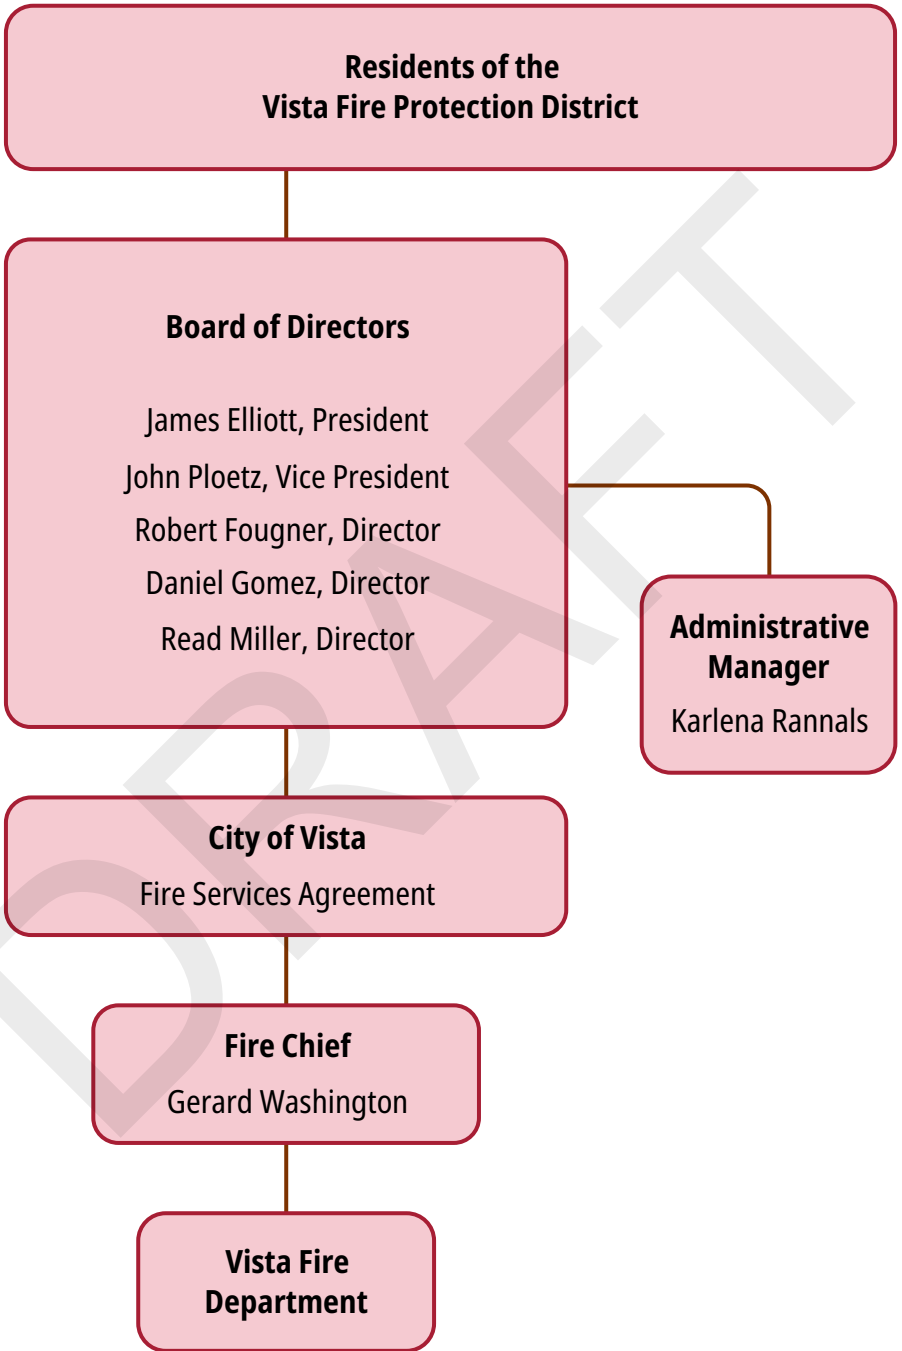 Residents of the
Vista Fire Protection District
Board of Directors
James Elliott, President
John Ploetz, Vice President
Robert Fougner, Director
Daniel Gomez, Director
Read Miller, Director
Administrative
Manager
Karlena Rannals
City of Vista
Fire Services Agreement
Fire Chief
Gerard Washington
Vista Fire
Department
DRAFT